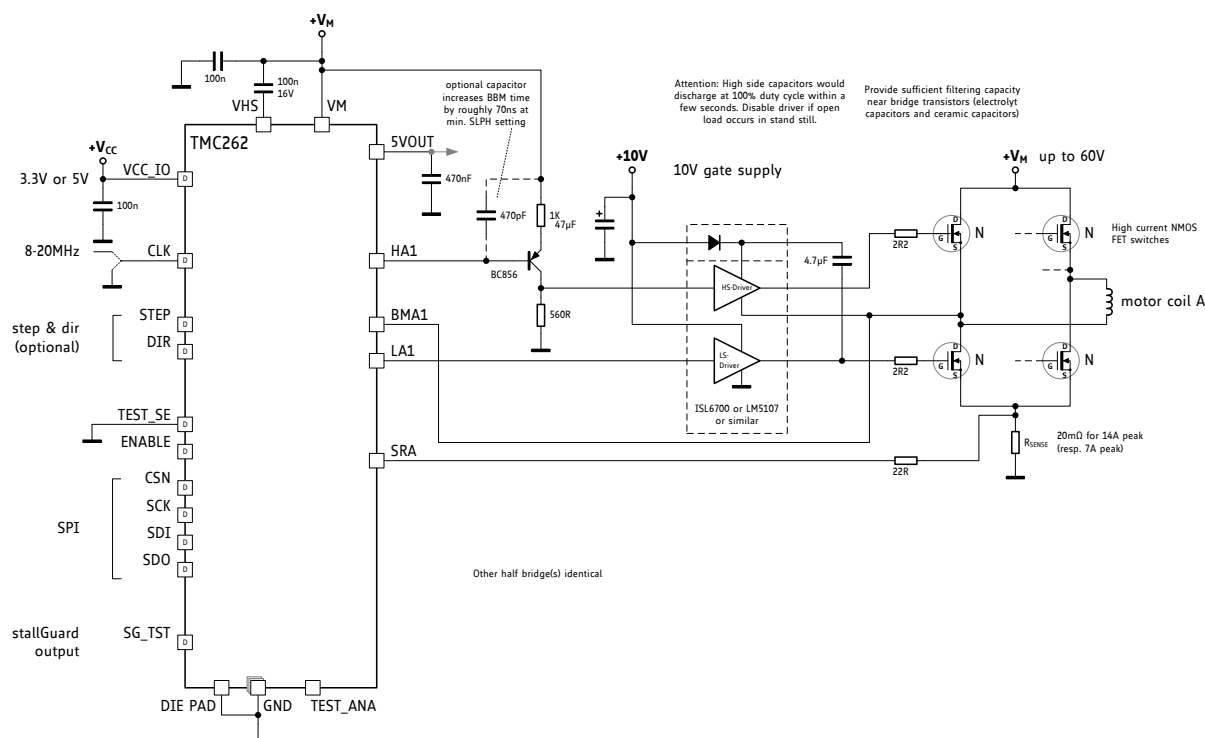 +VM
100n
100n
16V
VHS
VM
optional capacitor
increases BBM time
by roughly 70ns at
min. SLPH setting
Attention: High side capacitors would
discharge at 100% duty cycle within a
few seconds. Disable driver if open
load occurs in stand still.
Provide sufficient filtering capacity
near bridge transistors (electrolyt
capacitors and ceramic capacitors)
TMC262
+VCC
VCC_IO
D
3.3V or 5V
100n
5VOUT
470nF
470pF
1K
47µF
+10V
10V gate supply
+
+VM up to 60V
8-20MHz
CLK
D
HA1
BC856
560R
HS-Driver
4.7µF
2R2
D
G
S
N
D
G
S
N
High current NMOS
FET switches
motor coil A
STEP
D
DIR
D
step & dir
(optional)
BMA1
LA1
LS-
Driver
2R2
D
G
S
N
D
G
S
N
ISL6700 or LM5107
or similar
TEST_SE
D
ENABLE
D
SRA
22R
RSENSE
20mΩ for 14A peak
(resp. 7A peak)
CSN
D
SCK
D
SPI
SDI
D
SDO
D
Other half bridge(s) identical
stallGuard
output
SG_TST
D
DIE PAD
GND
TEST_ANA